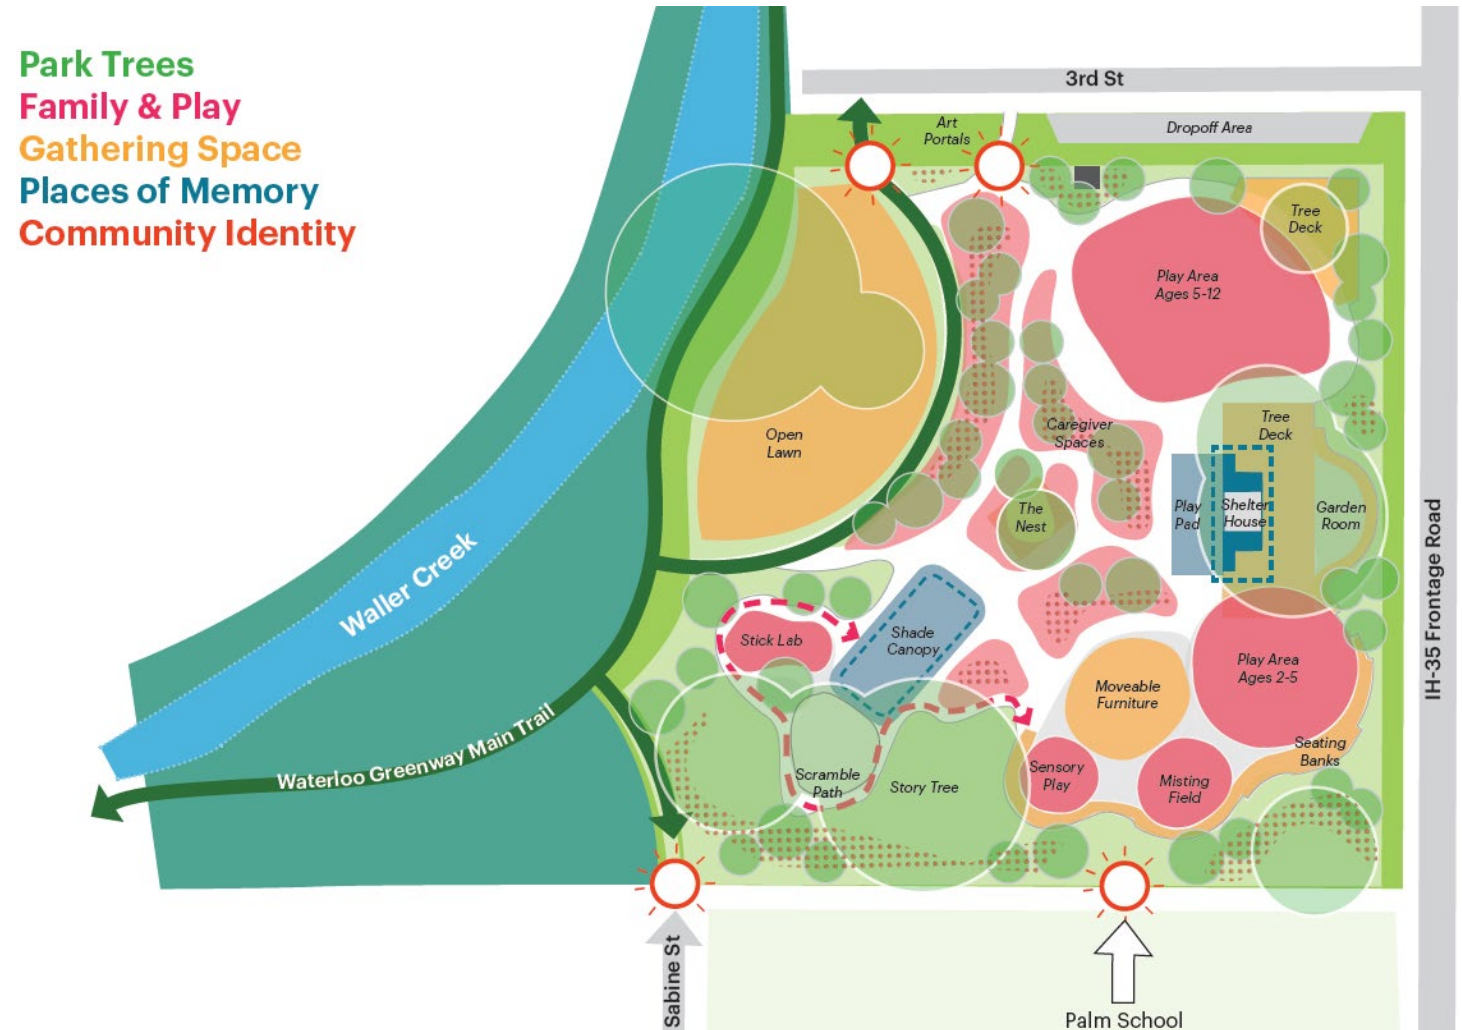 Park Trees
Family & Play
Gathering Space
Places of Memory
Community Identity
3rd St
Art
Portals
Dropoff Area
Tree
Deck
Play Area
Ages 5-12
Open
Lawn
Caregiver
Spaces
Tree
Deck
The
Nest
Play
Pad
Shelter
House
Garden
Room
IH-35 Frontage Road
Waller Creek
Stick Lab
Shade
Canopy
Play Area
Ages 2-5
Moveable
Furniture
Waterloo Greenway Main Trail
Scramble
Path
Story Tree
Sensory
Play
Misting
Field
Seating
Banks
Sabine St
Palm School